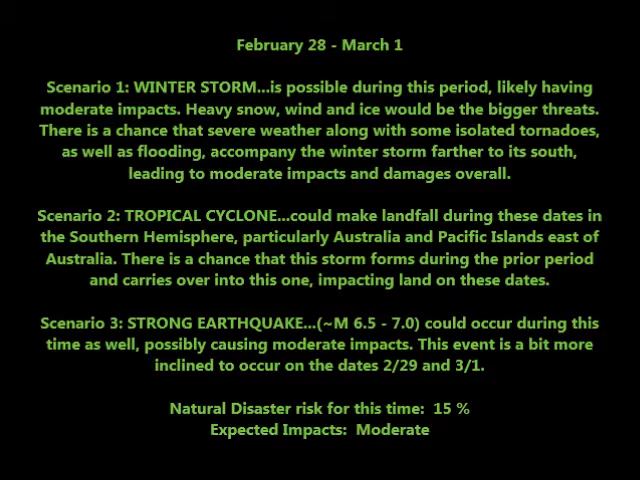 February 28 - March 1
Scenario 1: WINTER STORM...is possible during this period, likely having
moderate impacts. Heavy snow, wind and ice would be the bigger threats.
There is a chance that severe weather along with some isolated tornadoes,
as well as flooding, accompany the winter storm farther to its south,
leading to moderate impacts and damages overall.
Scenario 2: TROPICAL CYCLONE...could make landfall during these dates in
the Southern Hemisphere, particularly Australia and Pacific Islands east of
Australia. There is a chance that this storm forms during the prior period
and carries over into this one, impacting land on these dates.
Scenario 3: STRONG EARTHQUAKE...(~M 6.5 - 7.0) could occur during this
time as well, possibly causing moderate impacts. This event is a bit more
inclined to occur on the dates 2/29 and 3/1.
Natural Disaster risk for this time:  15 %
Expected Impacts:  Moderate